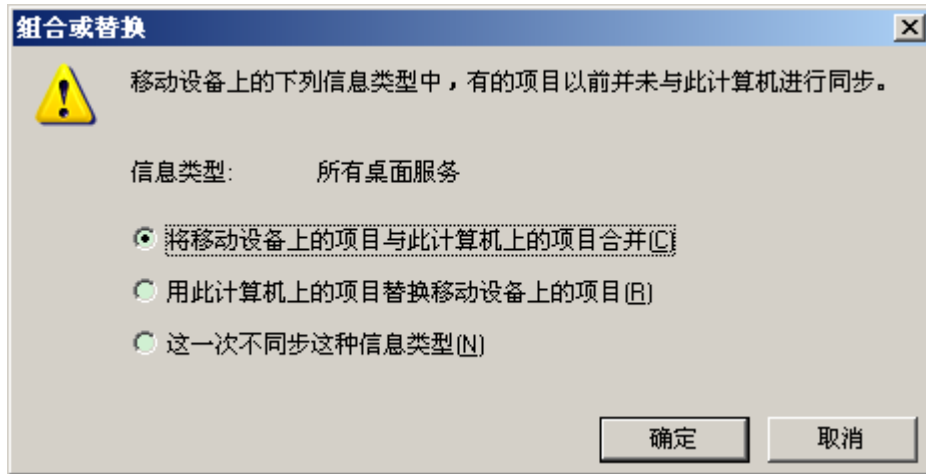 组合或替换
移动设备上的下列信息类型中，有的项目以前并未与此计算机进行同步。
信息类型: 所有桌面服务
将移动设备上的项目与此计算机上的项目合并(C)
用此计算机上的项目替换移动设备上的项目(R)
这一次不同步这种信息类型(N)
确定 取消